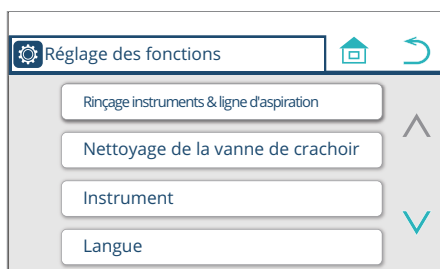 Réglage des fonctions
Rinçage instruments & ligne d'aspiration
Nettoyage de la vanne de crachoir
Instrument
Langue